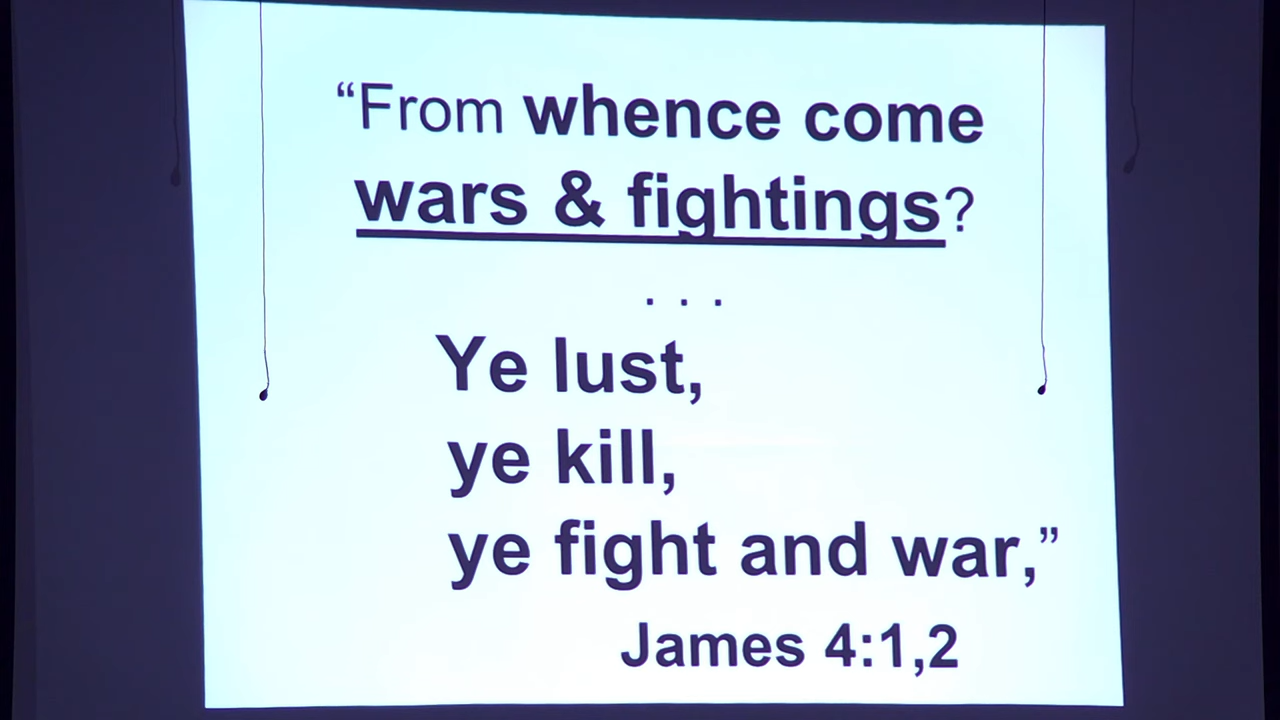 “From whence come
wars & fightings?
. . .
Ye lust,
ye kill,
ye fight and war,”
James 4:1,2